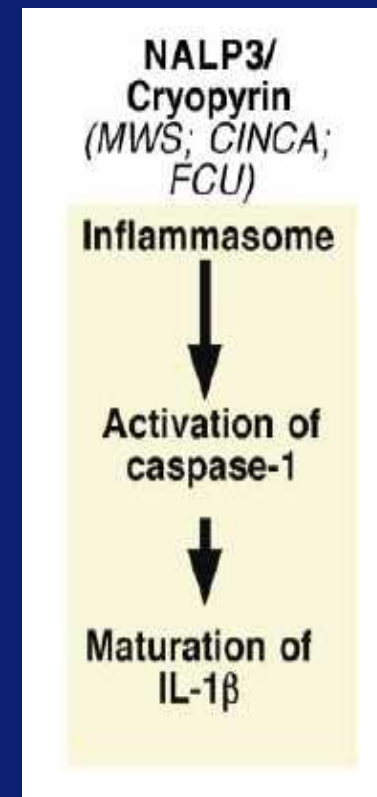 NALP3/
Cryopyrin
(MWS; CINCA;
FCU)
Inflammasome
Activation of
caspase-1
Maturation of
IL-1β